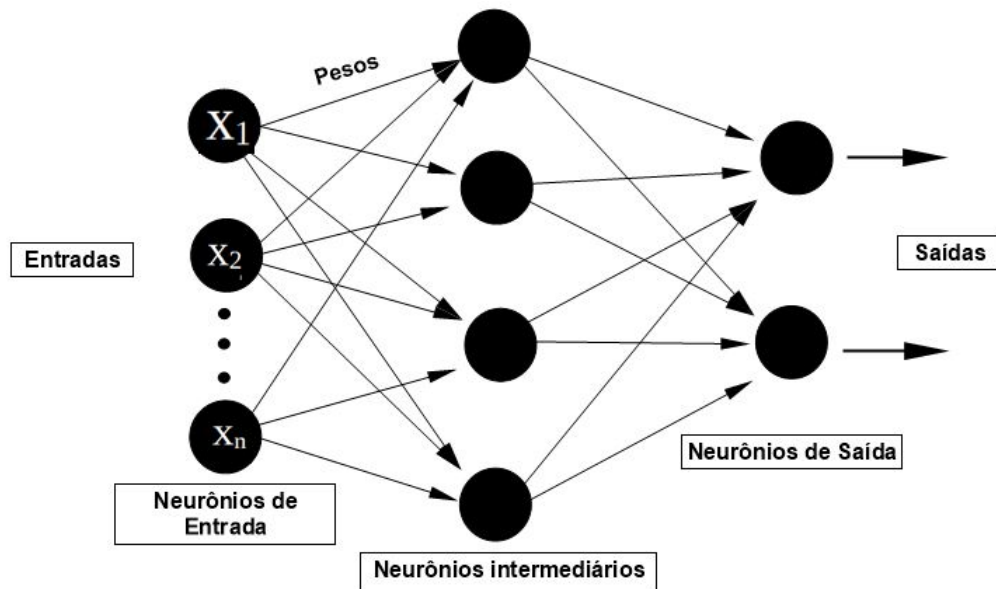 Pesos
X1
X2
Xn
Entradas
Saídas
Neurônios de
Entrada
Neurônios intermediários
Neurônios de Saída